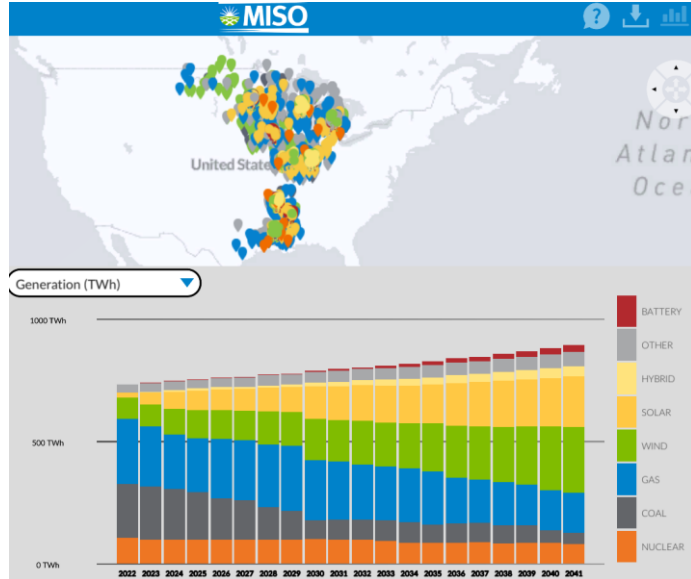 MISO
?
United State
Nor
Atlar
Oce
Generation (TWh)
1000 TWh
500 TWh
0 TWh
BATTERY
OTHER
HYBRID
SOLAR
WIND
GAS
COAL
NUCLEAR
2022 2023 2024 2025 2026 2027 2028 2029 2030 2031 2032 2033 2034 2035 2036 2037 2038 2039 2040 2041